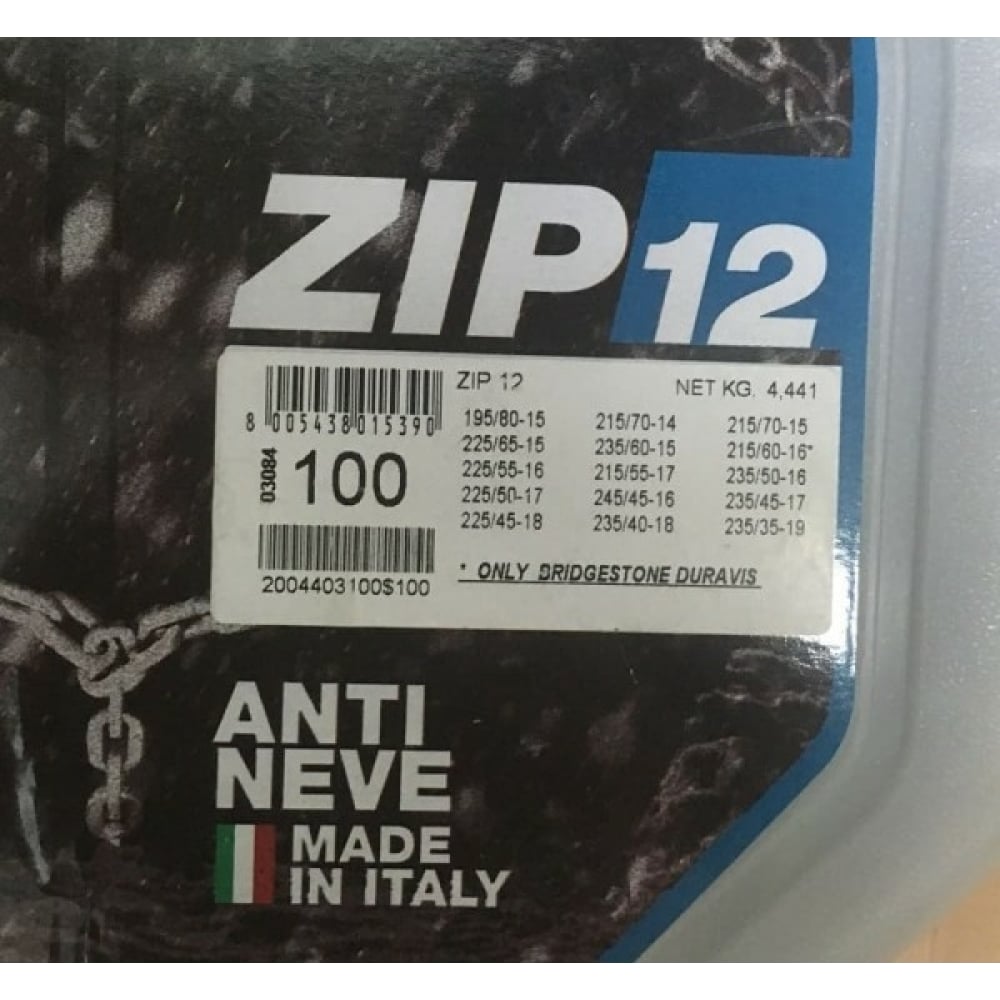 ZIP12
8 005438 015390
03084
100
2004403100$100
ZIP 12 NET KG. 4,441
195/80-15 215/70-14 215/70-15
225/65-15 235/60-15 215/60-16*
225/55-16 215/55-17 235/50-16
225/50-17 245/45-16 235/45-17
225/45-18 235/40-18 235/35-19
* ONLY BRIDGESTONE DURAVIS
ANTI
NEVE
MADE
IN ITALY